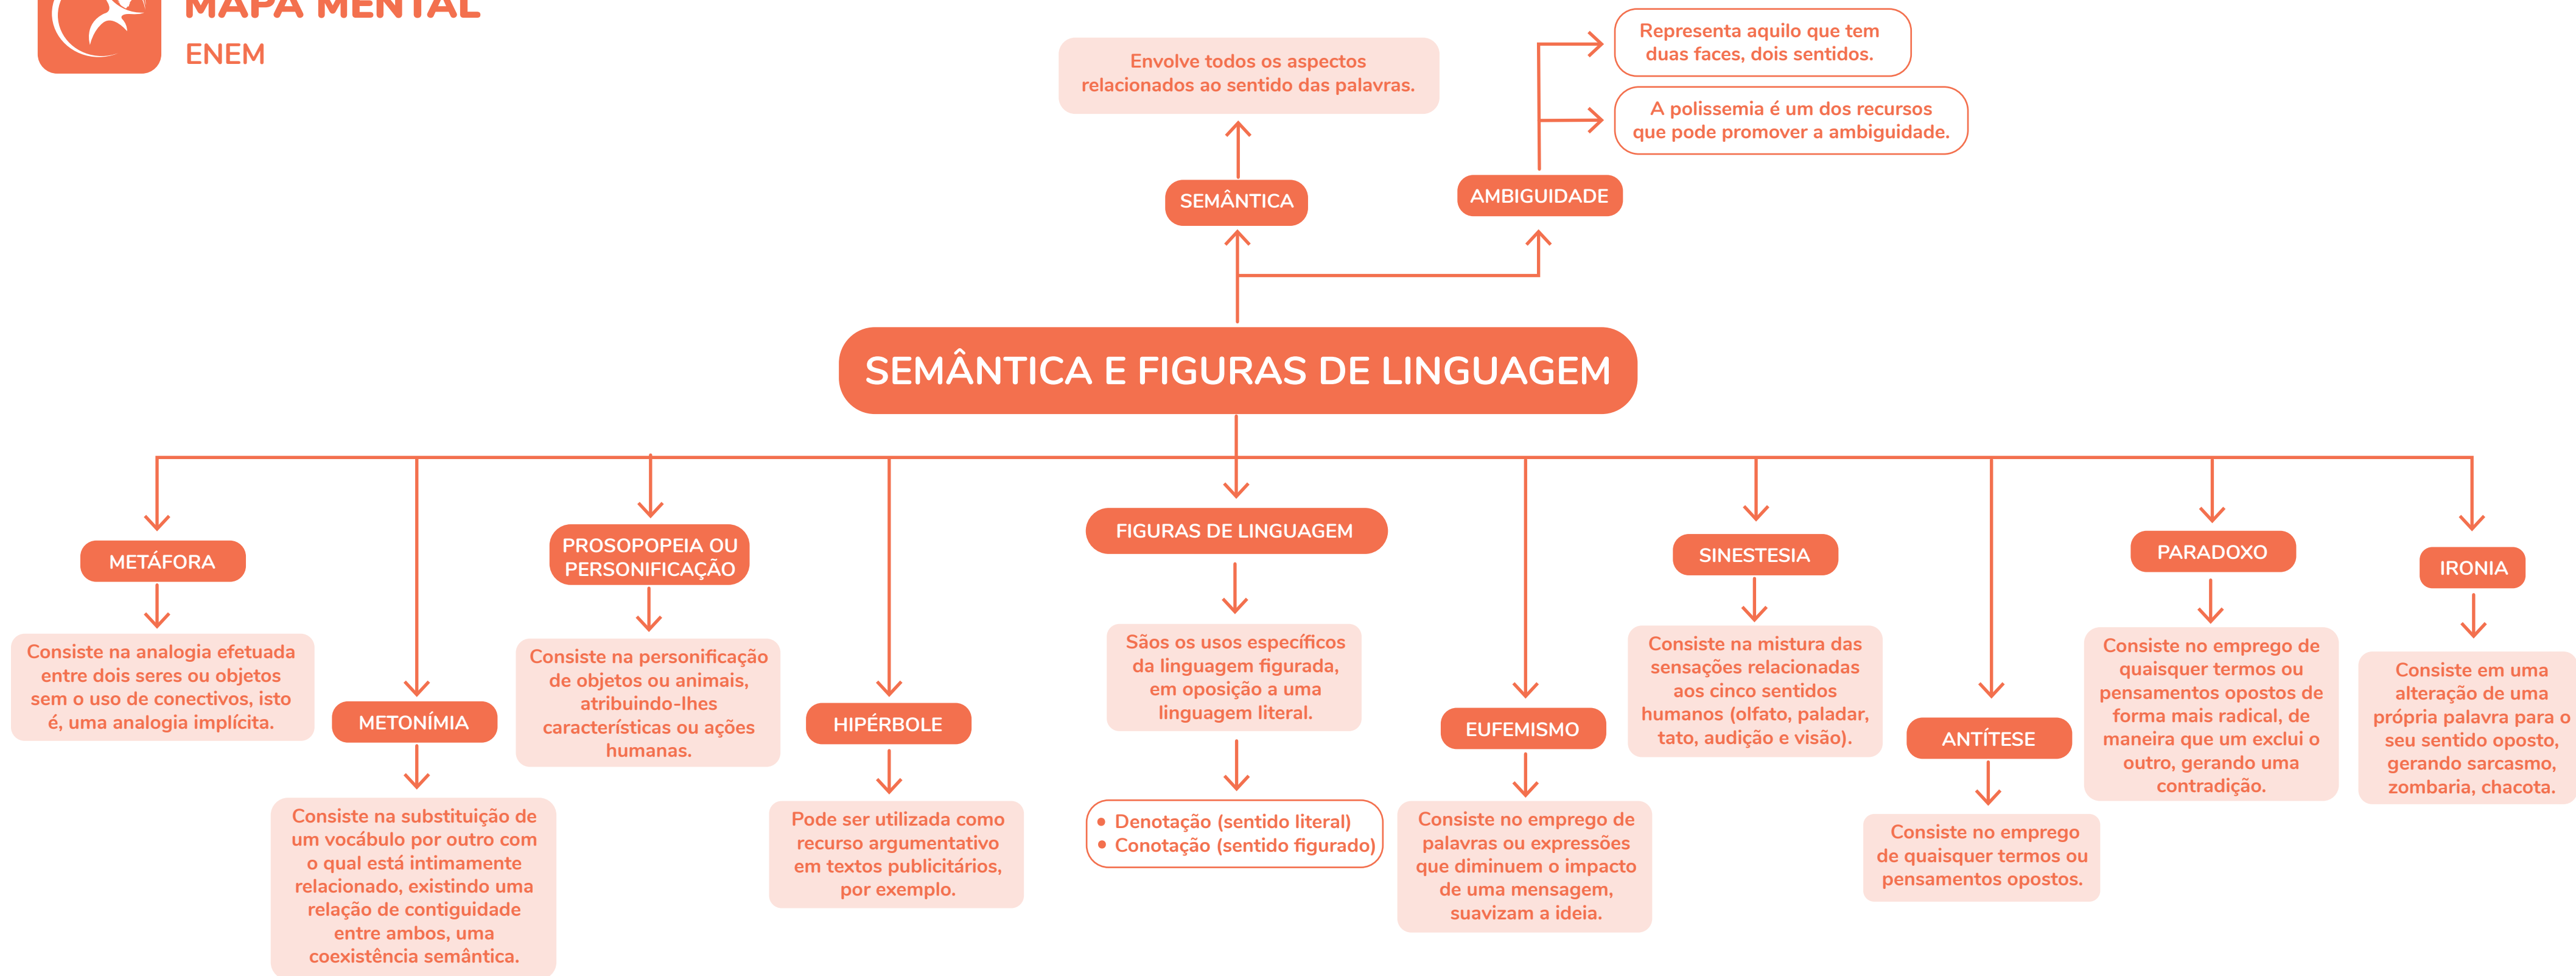 MAPA MENTAL
ENEM
Envolve todos os aspectos
relacionados ao sentido das palavras.
Representa aquilo que tem
duas faces, dois sentidos.
A polissemia é um dos recursos
que pode promover a ambiguidade.
SEMÂNTICA
AMBIGUIDADE
SEMÂNTICA E FIGURAS DE LINGUAGEM
METÁFORA
Consiste na analogia efetuada
entre dois seres ou objetos
sem o uso de conectivos, isto
é, uma analogia implícita.
METONÍMIA
Consiste na substituição de
um vocábulo por outro com
o qual está intimamente
relacionado, existindo uma
relação de contiguidade
entre ambos, uma
coexistência semântica.
PROSOPOPEIA OU
PERSONIFICAÇÃO
Consiste na personificação
de objetos ou animais,
atribuindo-lhes
características ou ações
humanas.
HIPÉRBOLE
Pode ser utilizada como
recurso argumentativo
em textos publicitários,
por exemplo.
FIGURAS DE LINGUAGEM
Sãos os usos específicos
da linguagem figurada,
em oposição a uma
linguagem literal.
• Denotação (sentido literal)
• Conotação (sentido figurado)
EUFEMISMO
Consiste no emprego de
palavras ou expressões
que diminuem o impacto
de uma mensagem,
suavizam a ideia.
SINESTESIA
Consiste na mistura das
sensações relacionadas
aos cinco sentidos
humanos (olfato, paladar,
tato, audição e visão).
ANTÍTESE
Consiste no emprego
de quaisquer termos ou
pensamentos opostos.
PARADOXO
Consiste no emprego de
quaisquer termos ou
pensamentos opostos de
forma mais radical, de
maneira que um exclui o
outro, gerando uma
contradição.
IRONIA
Consiste em uma
alteração de uma
própria palavra para o
seu sentido oposto,
gerando sarcasmo,
zombaria, chacota.